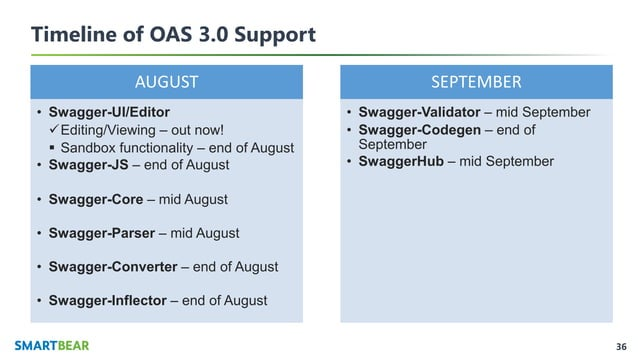 Timeline of OAS 3.0 Support
AUGUST
• Swagger-UI/Editor
✓Editing/Viewing – out now!
▪ Sandbox functionality – end of August
• Swagger-JS – end of August
• Swagger-Core – mid August
• Swagger-Parser – mid August
• Swagger-Converter – end of August
• Swagger-Inflector – end of August
SEPTEMBER
• Swagger-Validator – mid September
• Swagger-Codegen – end of
September
• SwaggerHub – mid September
SMARTBEAR
36